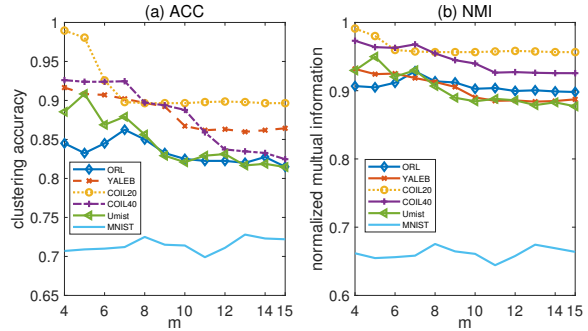 (a) ACC
clustering accuracy
1
0.95
0.9
0.85
0.8
0.75
0.7
0.65
ORL
YALEB
COIL20
COIL40
Umist
MNIST
4 6 8 10 12 14 15
m
(b) NMI
normalized multual information
1
0.9
0.8
0.7
0.6
ORL
YALEB
COIL20
COIL40
Umist
MNIST
4 6 8 10 12 14 15
m